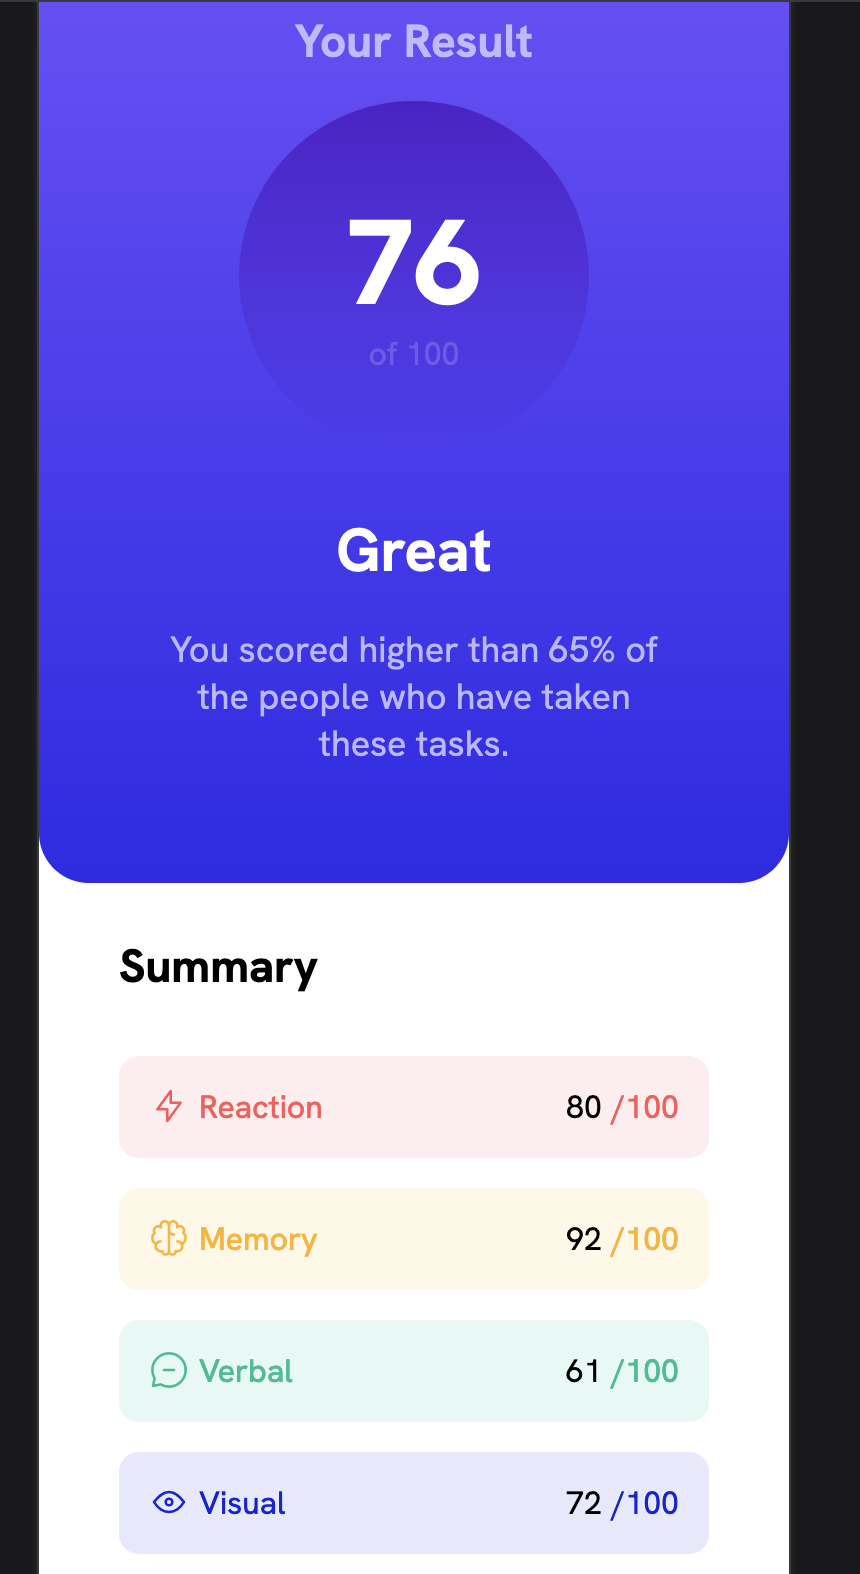 Your Result
76
of 100
Great
You scored higher than 65% of
the people who have taken
these tasks.
Summary
Reaction 80 /100
Memory 92 /100
Verbal 61 /100
Visual 72 /100